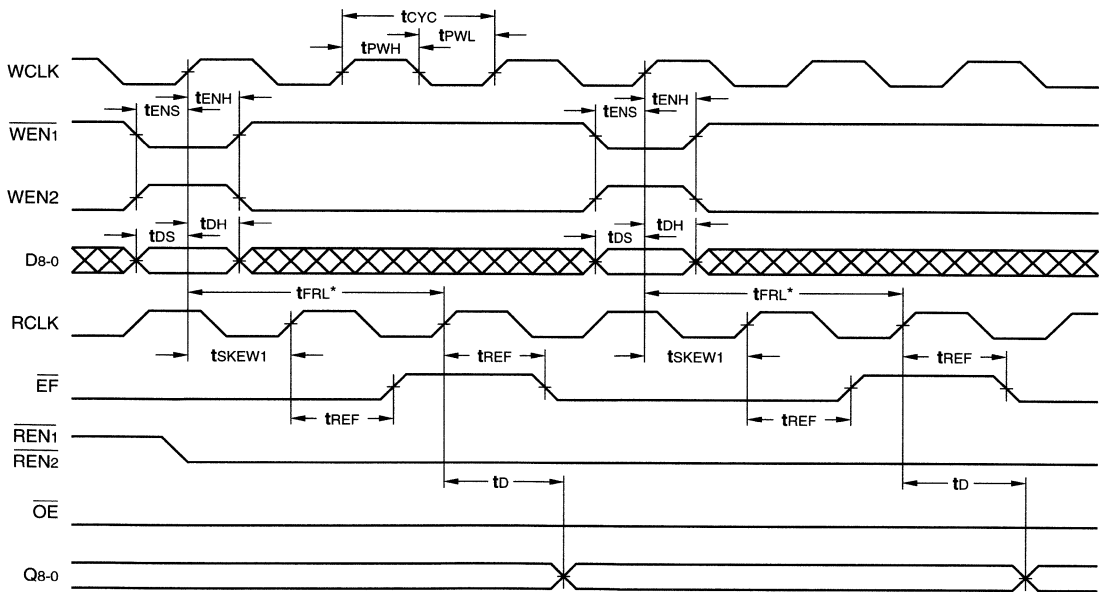 tCYC
tPWH tPWL
WCLK
tENS tENH tENS tENH
WEN1
WEN2
tDS tDH tDS tDH
D8-0
tFRL* tFRL*
RCLK
tSKEW1 tREF tSKEW1 tREF
EF
tREF tREF
REN1
REN2
tD tD
OE
Q8-0